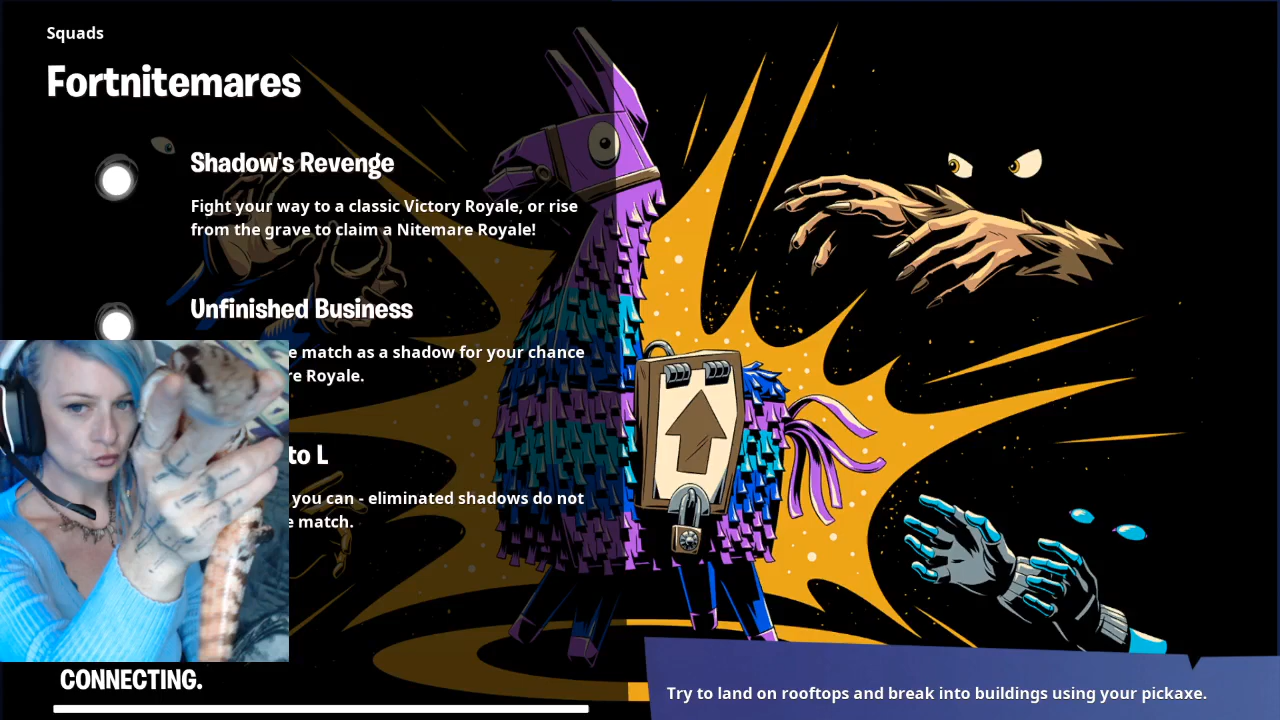 Squads
Fortnitemares
Shadow's Revenge
Fight your way to a classic Victory Royale, or rise
from the grave to claim a Nitemare Royale!
Unfinished Business
match as a shadow for your chance
Royale.
to L
you can - eliminated shadows do not
match.
CONNECTING.
Try to land on rooftops and break into buildings using your pickaxe.